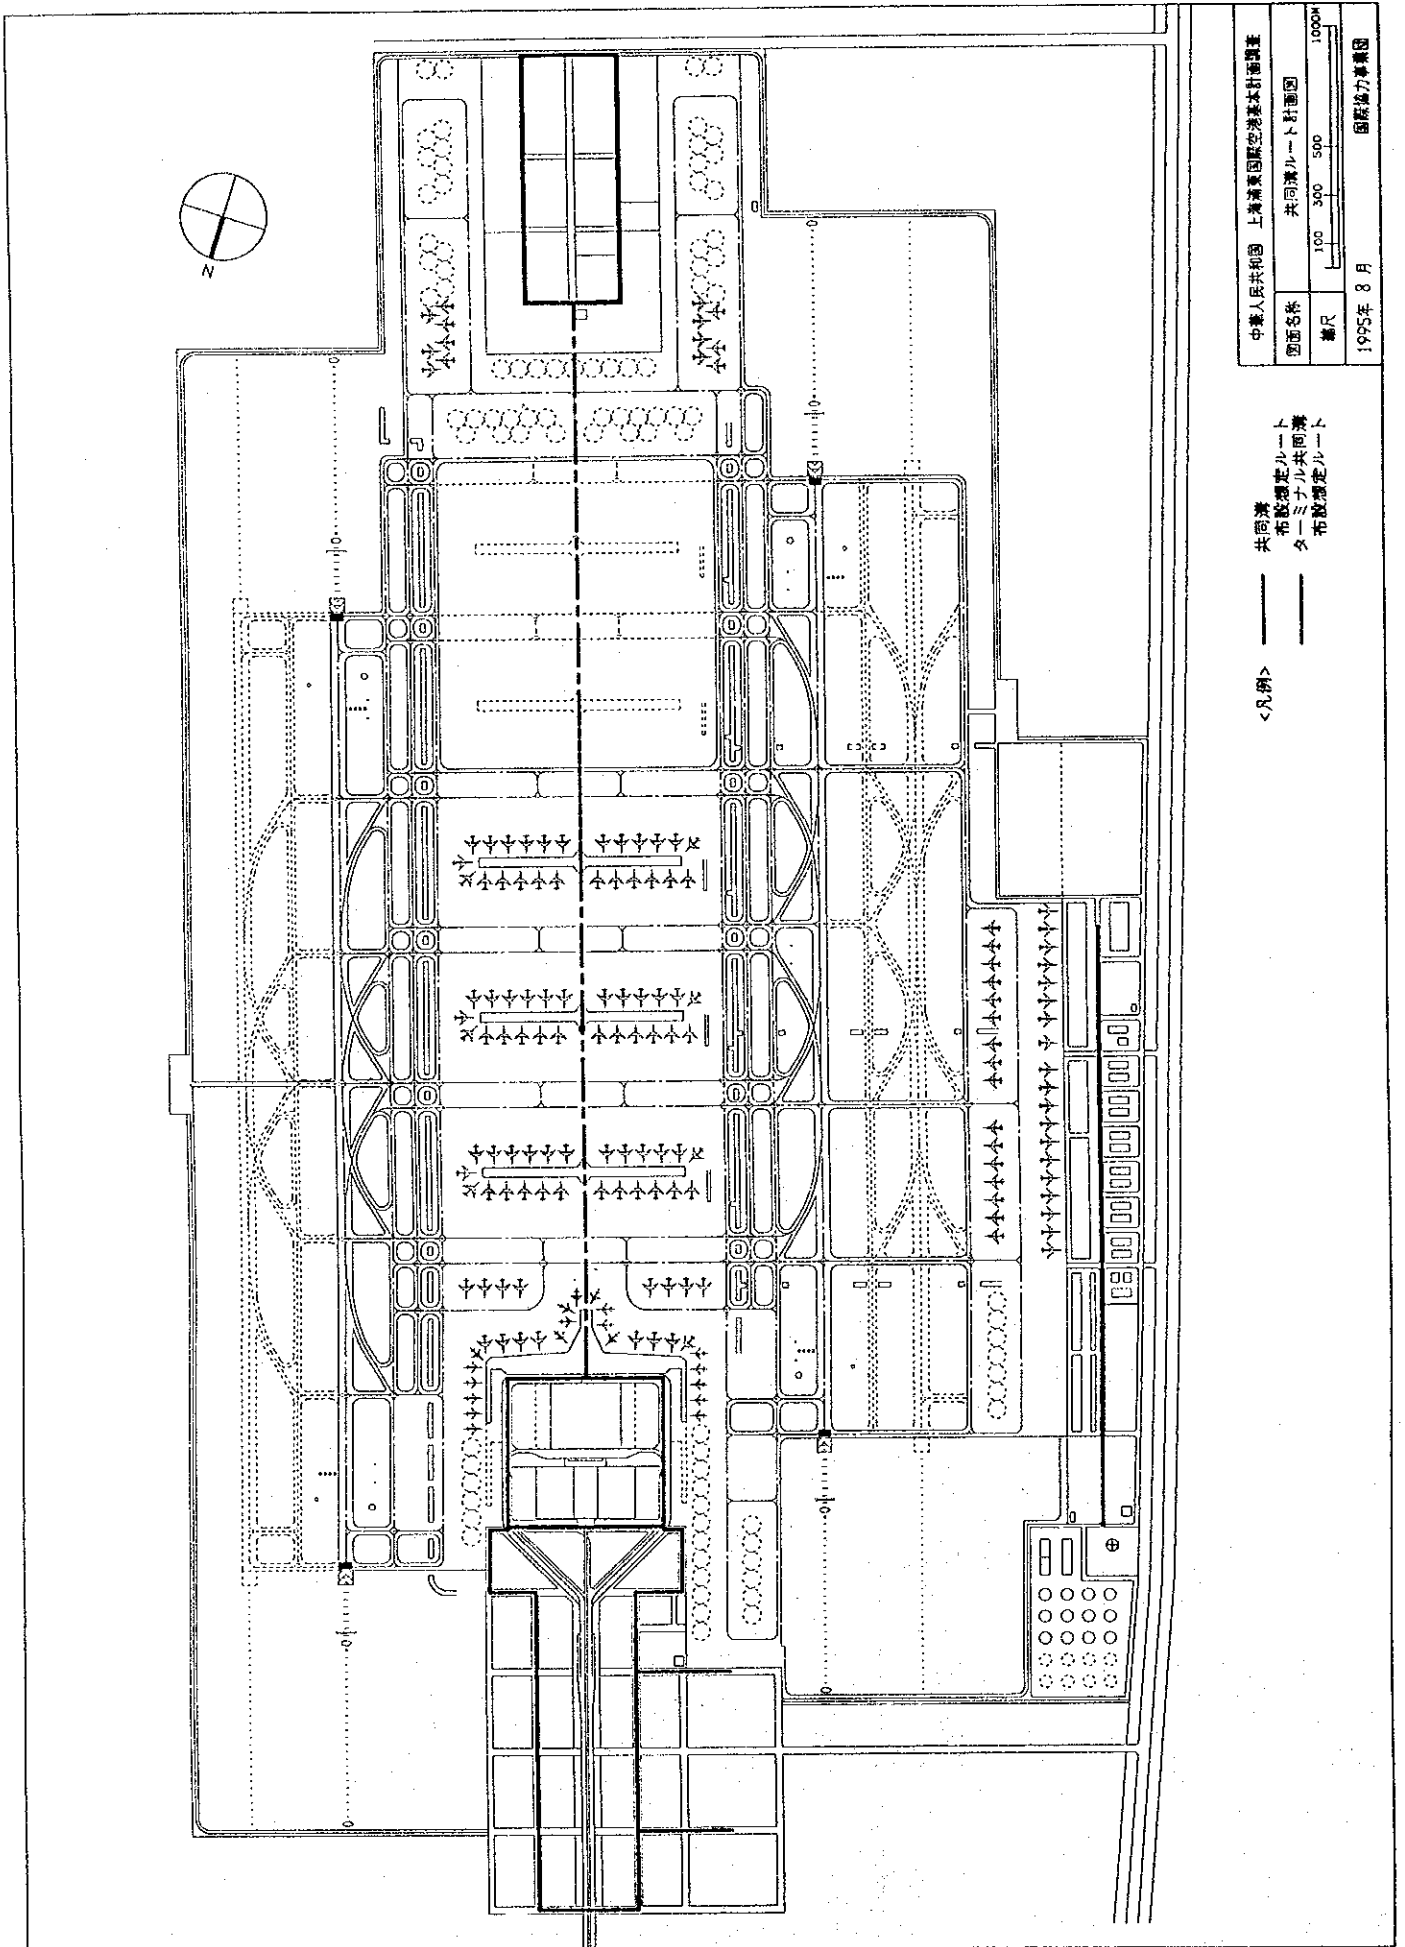 中華人民共和国 上海浦東国際空港基本計画調査
図面名称 共同溝ルート計画図
縮尺 100 300 500 1000M
1995年 8月 国際協力事業団
<凡例>
共同溝
布設想定ルート
ターミナル共同溝
布設想定ルート
N